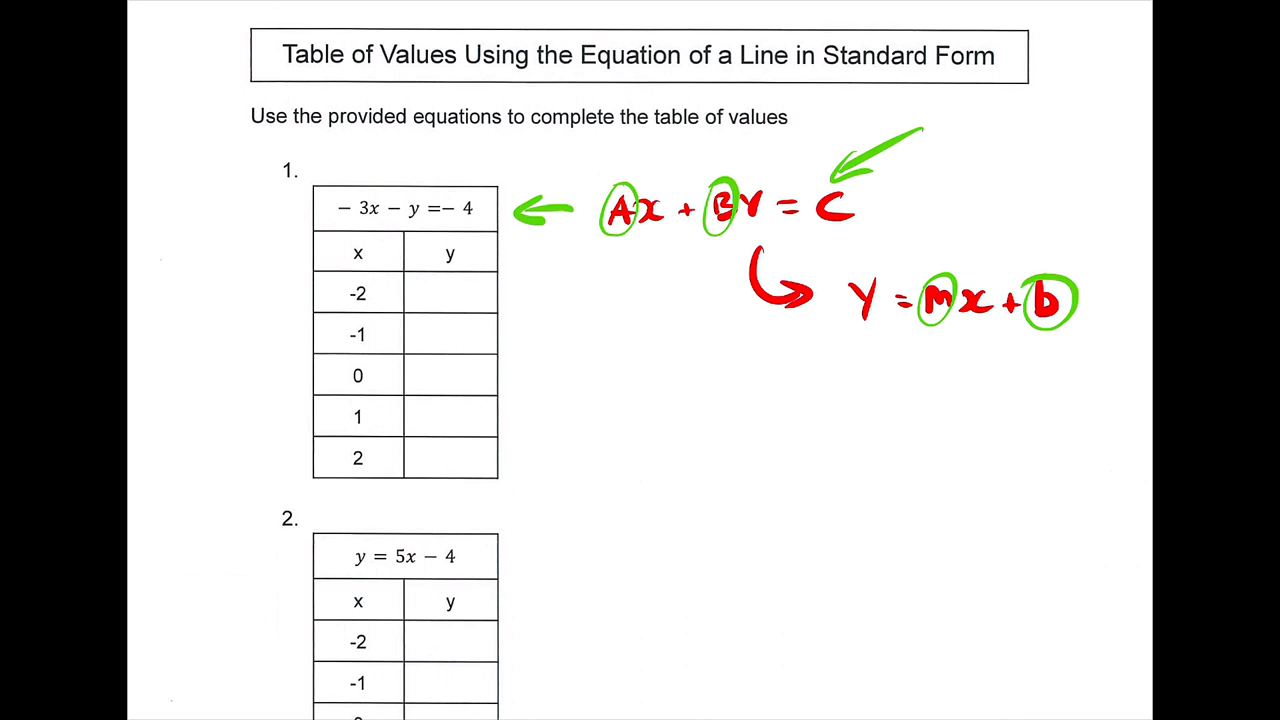 Table of Values Using the Equation of a Line in Standard Form
Use the provided equations to complete the table of values
1.
− 3x − y =− 4
Ax + By = C
y = mx + b
x y
-2
-1
0
1
2
2.
y = 5x − 4
x y
-2
-1